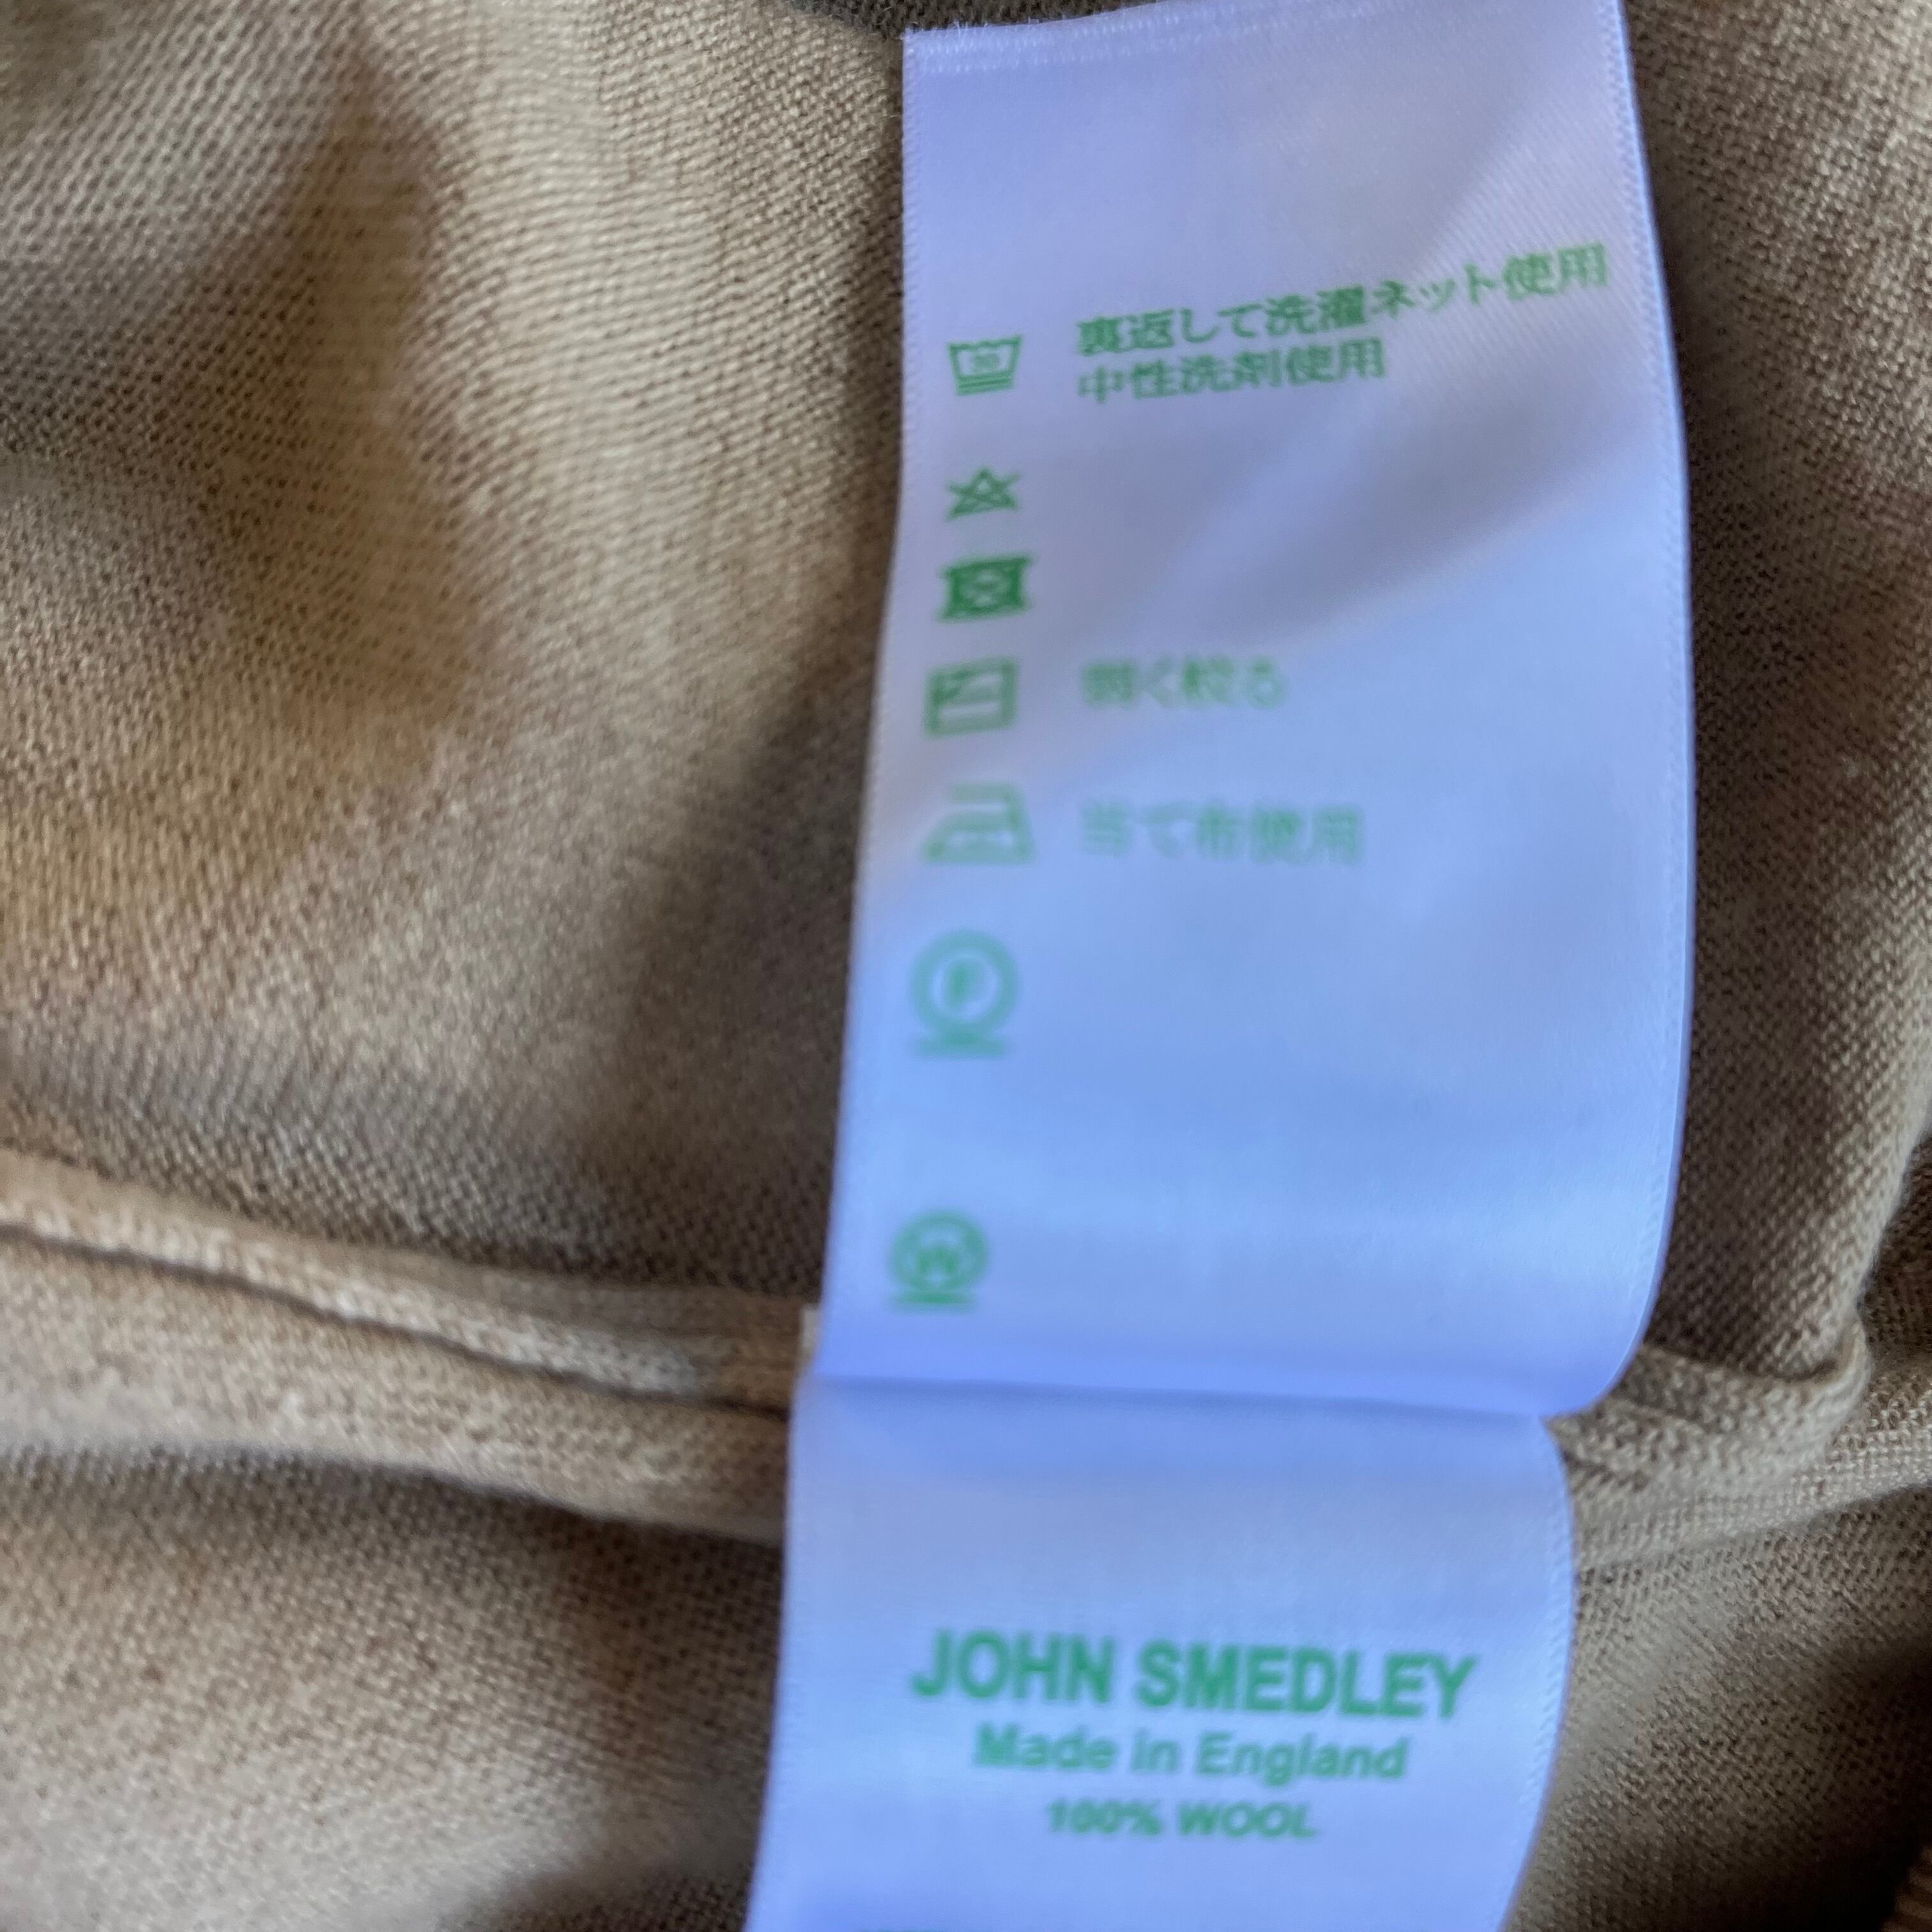 30
裏返して洗濯ネット使用
中性洗剤使用
弱く絞る
当て布使用
F
W
JOHN SMEDLEY
Made in England
100% WOOL